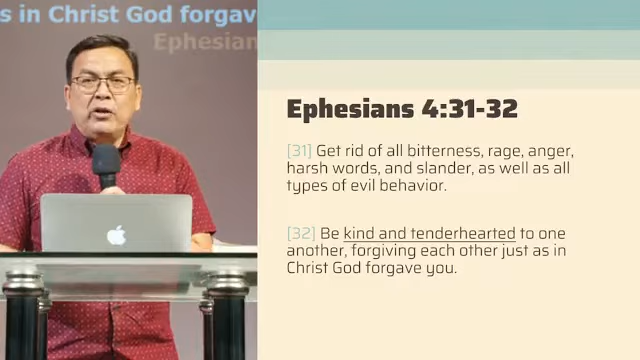 s in Christ God forgav
Ephesian
Ephesians 4:31-32
[31] Get rid of all bitterness, rage, anger,
harsh words, and slander, as well as all
types of evil behavior.
[32] Be kind and tenderhearted to one
another, forgiving each other just as in
Christ God forgave you.